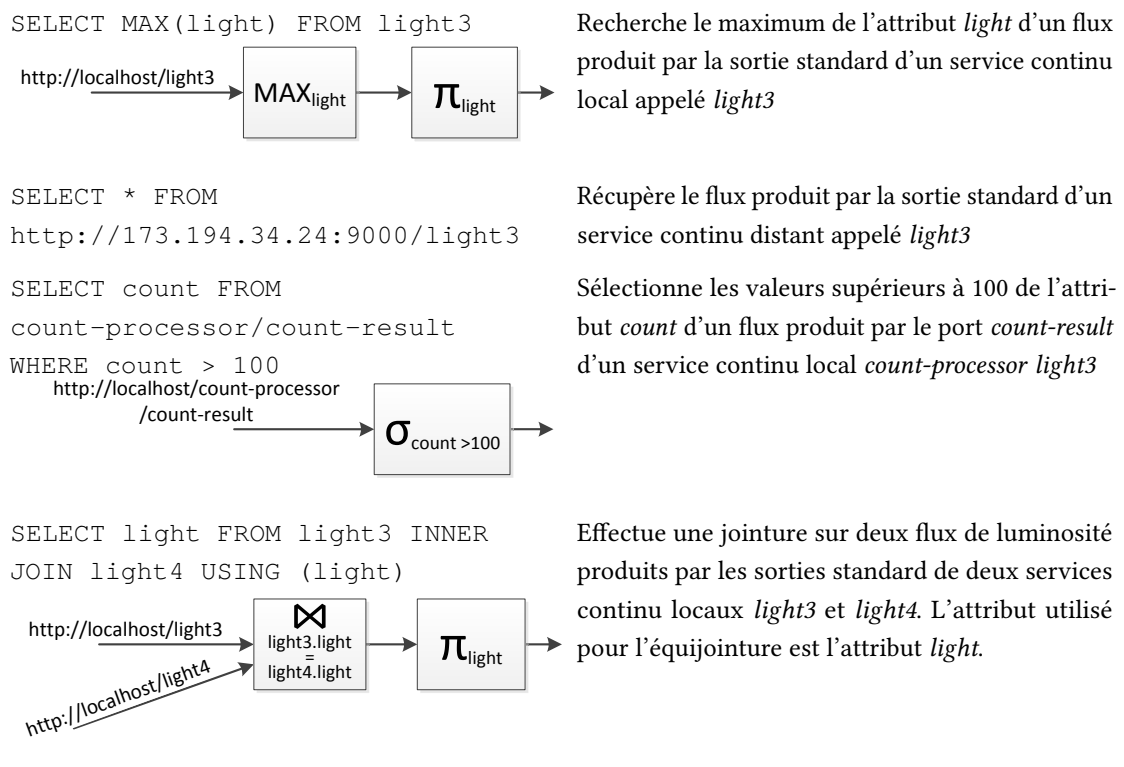 SELECT MAX(light) FROM light3
http://localhost/light3
MAXlight
πlight
Recherche le maximum de l'attribut light d'un flux
produit par la sortie standard d'un service continu
local appelé light3
SELECT * FROM
http://173.194.34.24:9000/light3
Récupère le flux produit par la sortie standard d'un
service continu distant appelé light3
SELECT count FROM
count-processor/count-result
WHERE count > 100
http://localhost/count-processor
/count-result
σcount >100
Sélectionne les valeurs supérieurs à 100 de l'attri-
but count d'un flux produit par le port count-result
d'un service continu local count-processor light3
SELECT light FROM light3 INNER
JOIN light4 USING (light)
http://localhost/light3
http://localhost/light4
⋈
light3.light
=
light4.light
πlight
Effectue une jointure sur deux flux de luminosité
produits par les sorties standard de deux services
continu locaux light3 et light4. L'attribut utilisé
pour l'équijointure est l'attribut light.